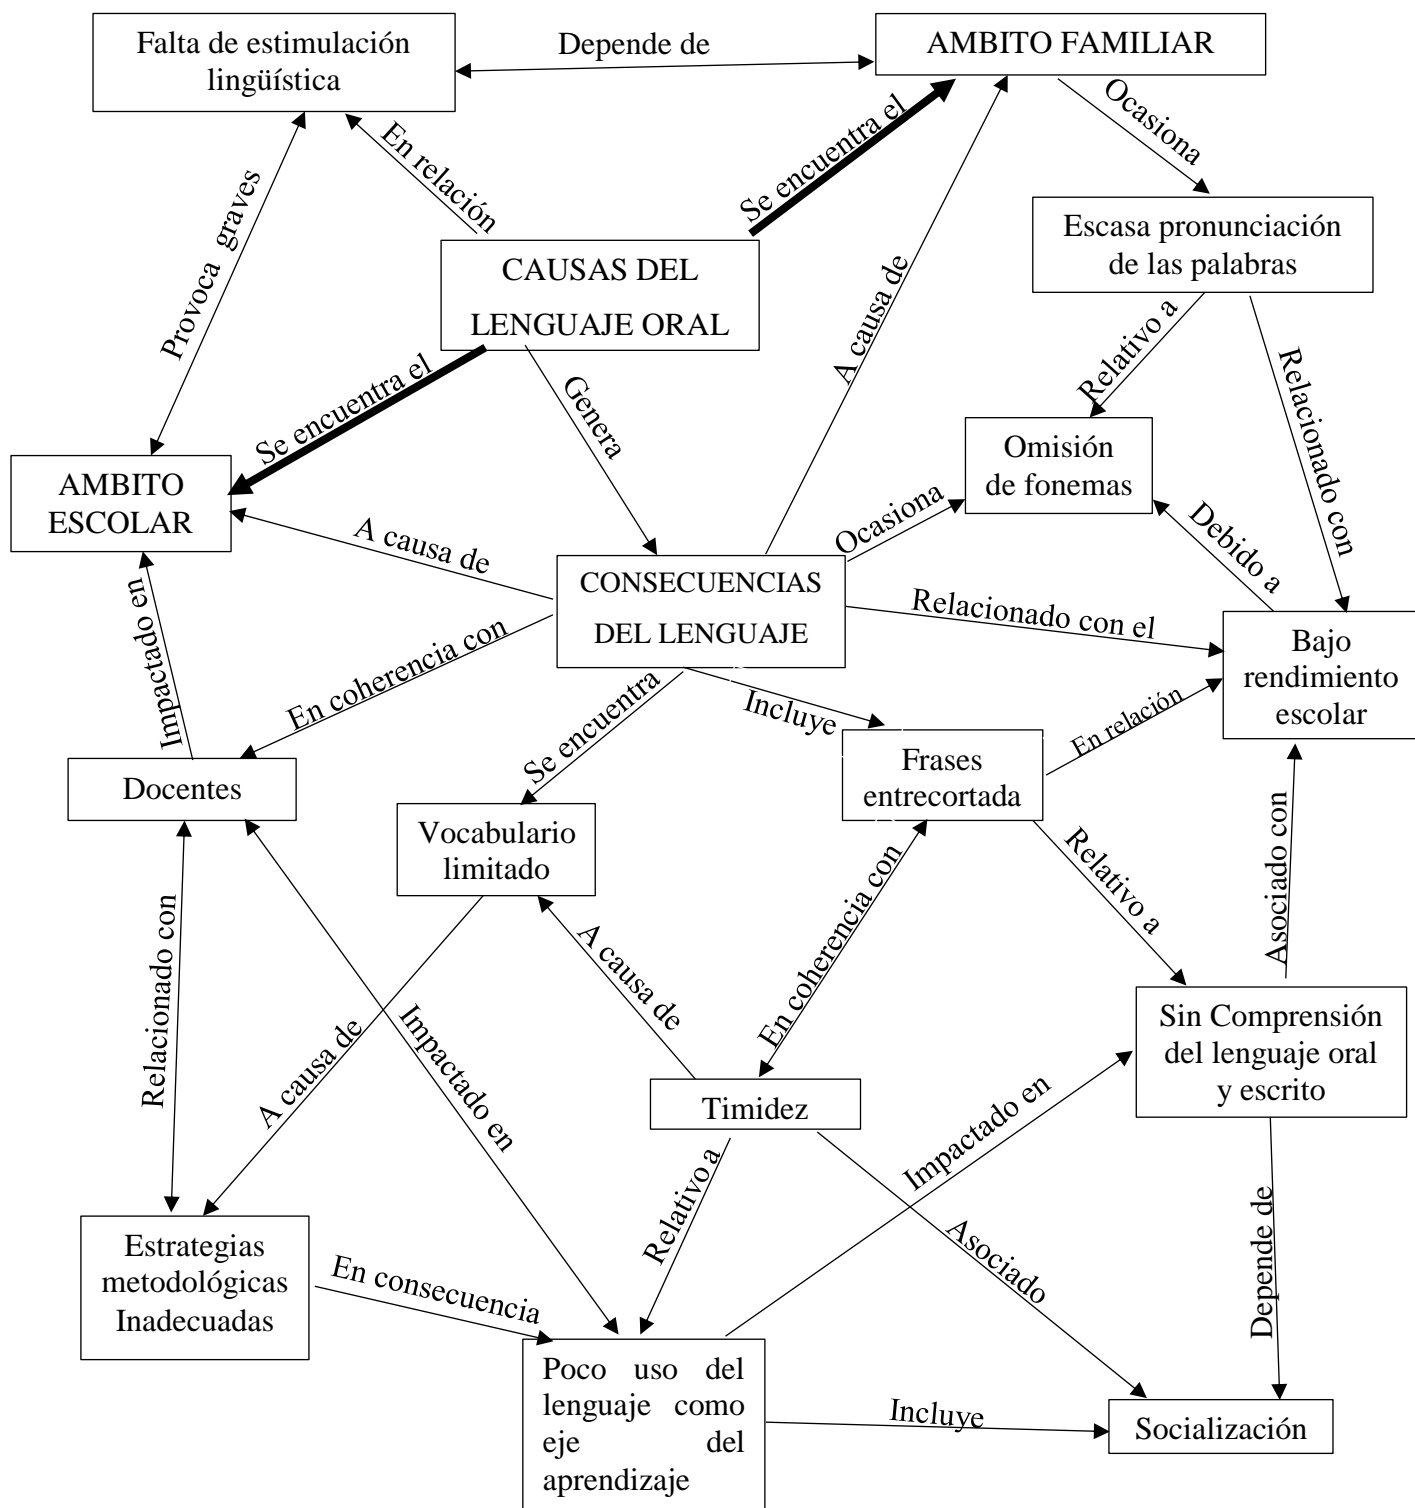 Falta de estimulación
lingüística
Depende de
AMBITO FAMILIAR
En relación
Se encuentra el
Ocasiona
Provoca graves
Escasa pronunciación
de las palabras
CAUSAS DEL
LENGUAJE ORAL
A causa de
Relativo a
Relacionado con
Se encuentra el
Genera
AMBITO
ESCOLAR
Omisión
de fonemas
A causa de
Ocasiona
Debido a
CONSECUENCIAS
DEL LENGUAJE
Relacionado con el
Bajo
rendimiento
escolar
Impactado en
En coherencia con
Se encuentra
Incluye
En relación
Docentes
Frases
entrecortada
Vocabulario
limitado
Relativo a
Asociado con
Relacionado con
A causa de
En coherencia con
A causa de
Impactado en
Sin Comprensión
del lenguaje oral
y escrito
Timidez
Impactado en
Relativo a
Asociado
Depende de
Estrategias
metodológicas
Inadecuadas
En consecuencia
Poco uso del
lenguaje como
eje del
aprendizaje
Incluye
Socialización